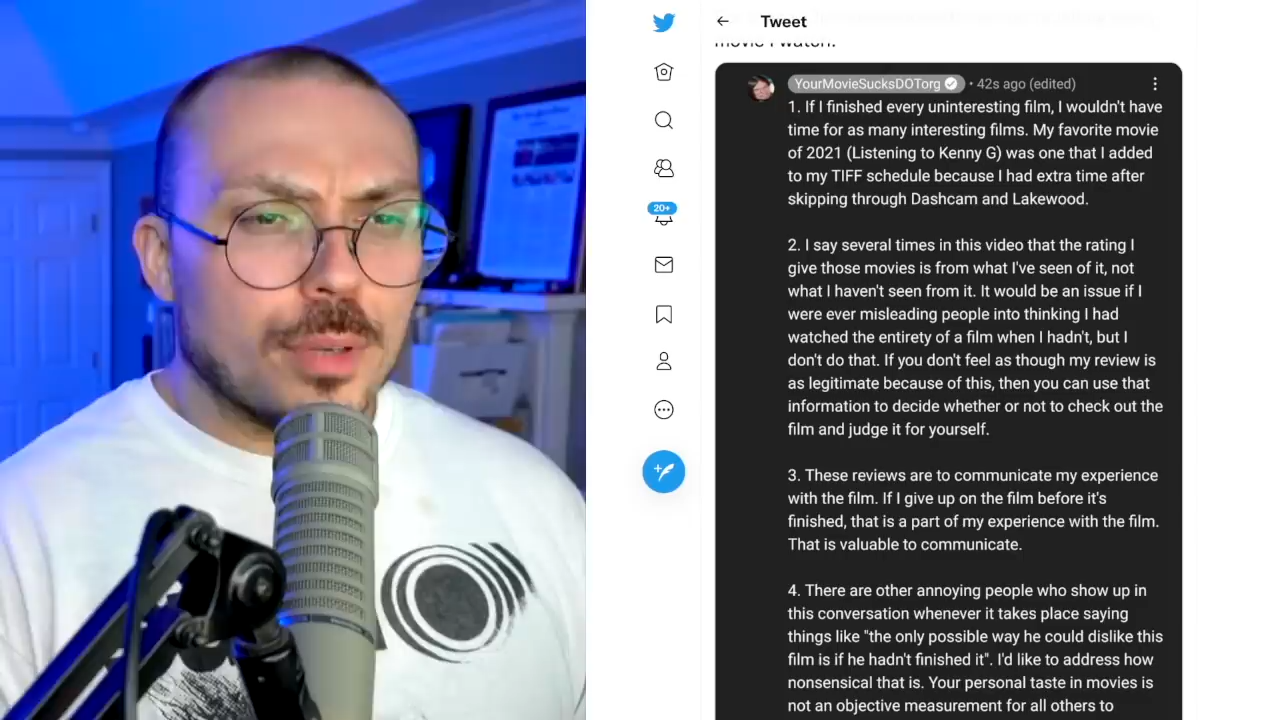 Tweet
movie I watch.
YourMovieSucksDOTorg • 42s ago (edited)
1. If I finished every uninteresting film, I wouldn't have
time for as many interesting films. My favorite movie
of 2021 (Listening to Kenny G) was one that I added
to my TIFF schedule because I had extra time after
skipping through Dashcam and Lakewood.
2. I say several times in this video that the rating I
give those movies is from what I've seen of it, not
what I haven't seen from it. It would be an issue if I
were ever misleading people into thinking I had
watched the entirety of a film when I hadn't, but I
don't do that. If you don't feel as though my review is
as legitimate because of this, then you can use that
information to decide whether or not to check out the
film and judge it for yourself.
3. These reviews are to communicate my experience
with the film. If I give up on the film before it's
finished, that is a part of my experience with the film.
That is valuable to communicate.
4. There are other annoying people who show up in
this conversation whenever it takes place saying
things like "the only possible way he could dislike this
film is if he hadn't finished it". I'd like to address how
nonsensical that is. Your personal taste in movies is
not an objective measurement for all others to
20+